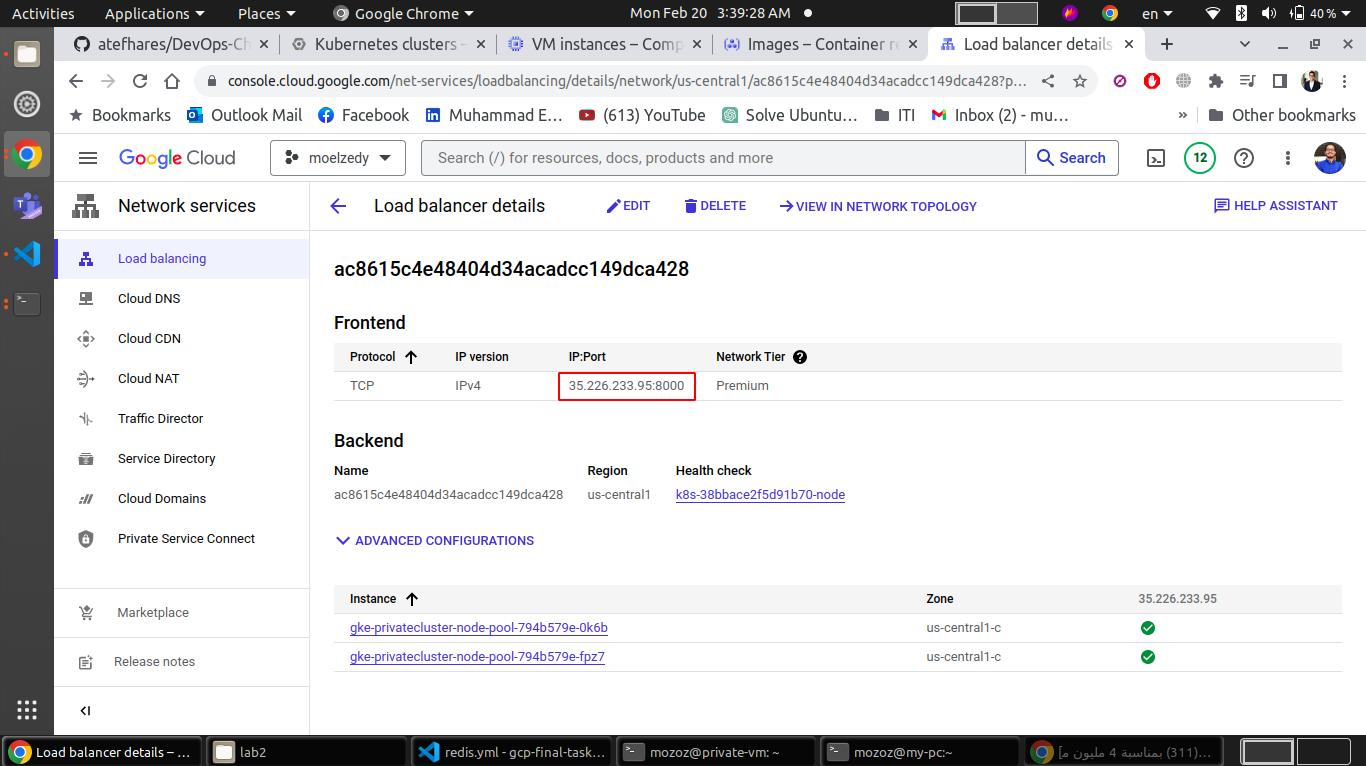 Activities Applications Places Google Chrome Mon Feb 20 3:39:28 AM en 40 %
atefhares/DevOps-Ch Kubernetes clusters – VM instances – Comp Images – Container re Load balancer details
console.cloud.google.com/net-services/loadbalancing/details/network/us-central1/ac8615c4e48404d34acadcc149dca428?p...
Bookmarks Outlook Mail Facebook Muhammad E... (613) YouTube Solve Ubuntu... ITI Inbox (2) - mu... » Other bookmarks
Google Cloud moelzedy Search (/) for resources, docs, products and more Search 12
Network services
Load balancer details EDIT DELETE VIEW IN NETWORK TOPOLOGY HELP ASSISTANT
Load balancing
Cloud DNS
Cloud CDN
Cloud NAT
Traffic Director
Service Directory
Cloud Domains
Private Service Connect
Marketplace
Release notes
ac8615c4e48404d34acadcc149dca428
Frontend
Protocol IP version IP:Port Network Tier
TCP IPv4 35.226.233.95:8000 Premium
Backend
Name Region Health check
ac8615c4e48404d34acadcc149dca428 us-central1 k8s-38bbace2f5d91b70-node
ADVANCED CONFIGURATIONS
Instance Zone 35.226.233.95
gke-privatecluster-node-pool-794b579e-0k6b us-central1-c
gke-privatecluster-node-pool-794b579e-fpz7 us-central1-c
Load balancer details – ... lab2 redis.yml - gcp-final-task... mozoz@private-vm: ~ mozoz@my-pc:~ (311) بمناسبة 4 مليون م...